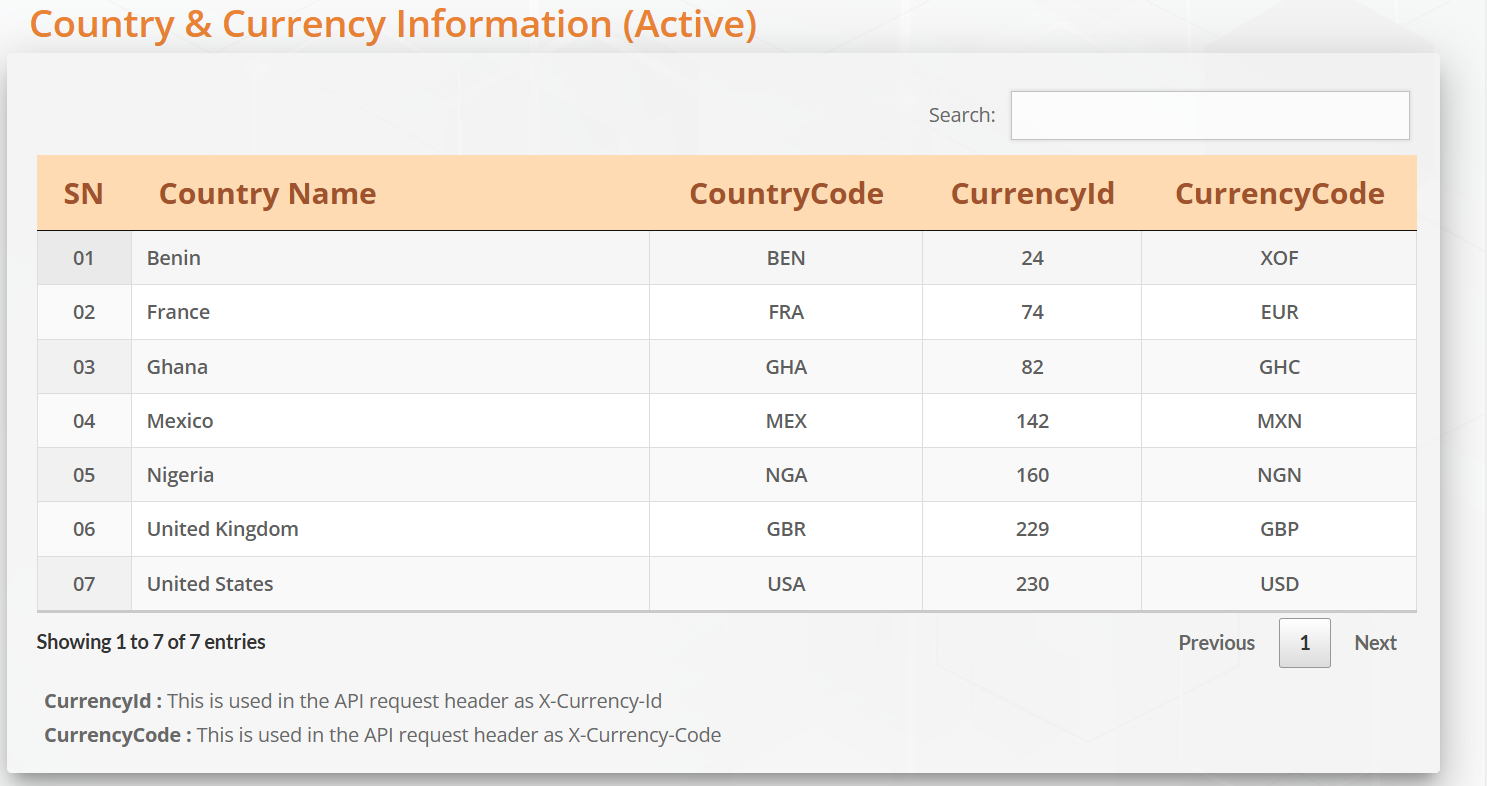 Country & Currency Information (Active)
Search:
SN Country Name CountryCode CurrencyId CurrencyCode
01 Benin BEN 24 XOF
02 France FRA 74 EUR
03 Ghana GHA 82 GHC
04 Mexico MEX 142 MXN
05 Nigeria NGA 160 NGN
06 United Kingdom GBR 229 GBP
07 United States USA 230 USD
Showing 1 to 7 of 7 entries Previous 1 Next
CurrencyId : This is used in the API request header as X-Currency-Id
CurrencyCode : This is used in the API request header as X-Currency-Code